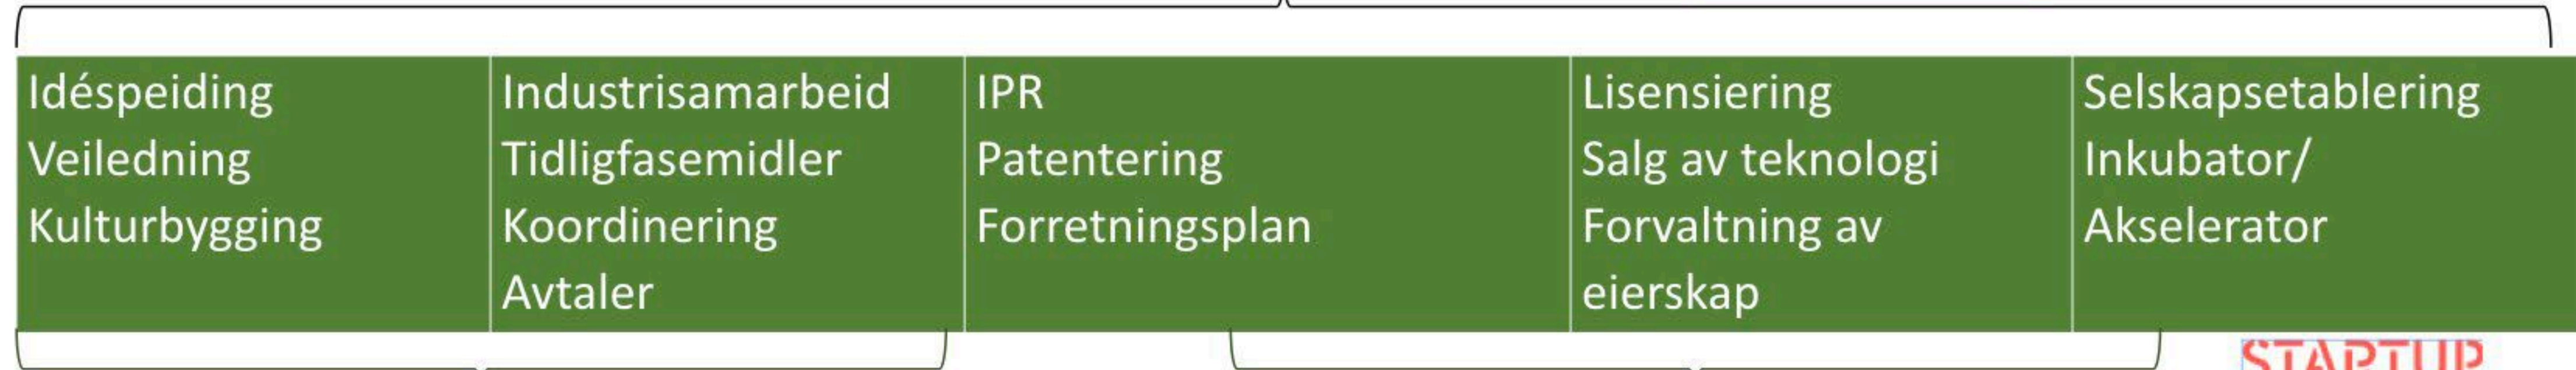 Idéspeiding
Veiledning
Kulturbygging
Industrisamarbeid
Tidligfasemidler
Koordinering
Avtaler
IPR
Patentering
Forretningsplan
Lisensiering
Salg av teknologi
Forvaltning av
eierskap
Selskapsetablering
Inkubator/
Akselerator
STARTUP